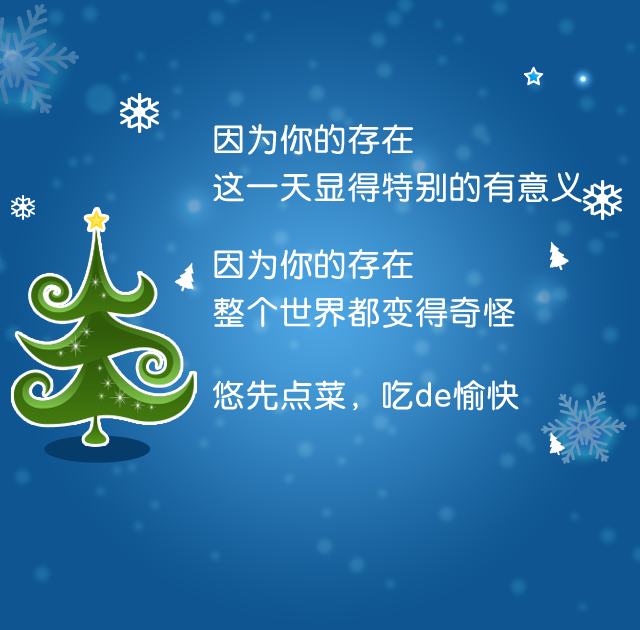 因为你的存在
这一天显得特别的有意义
因为你的存在
整个世界都变得奇怪
悠先点菜，吃de愉快